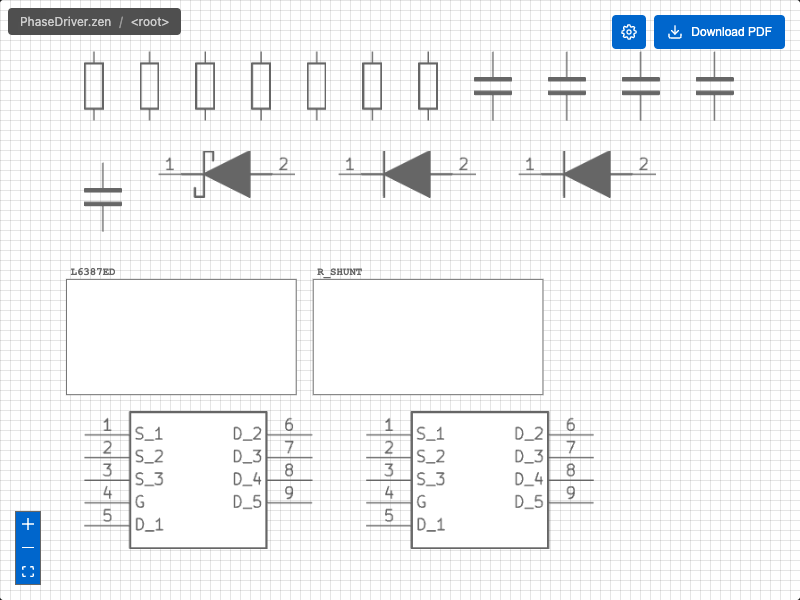 PhaseDriver.zen / <root>
Download PDF
1 2 1 2 1 2
L6387ED R_SHUNT
1 6 1 6
S_1 D_2 S_1 D_2
2 7 2 7
S_2 D_3 S_2 D_3
3 8 3 8
S_3 D_4 S_3 D_4
4 9 4 9
G D_5 G D_5
5 5
D_1 D_1